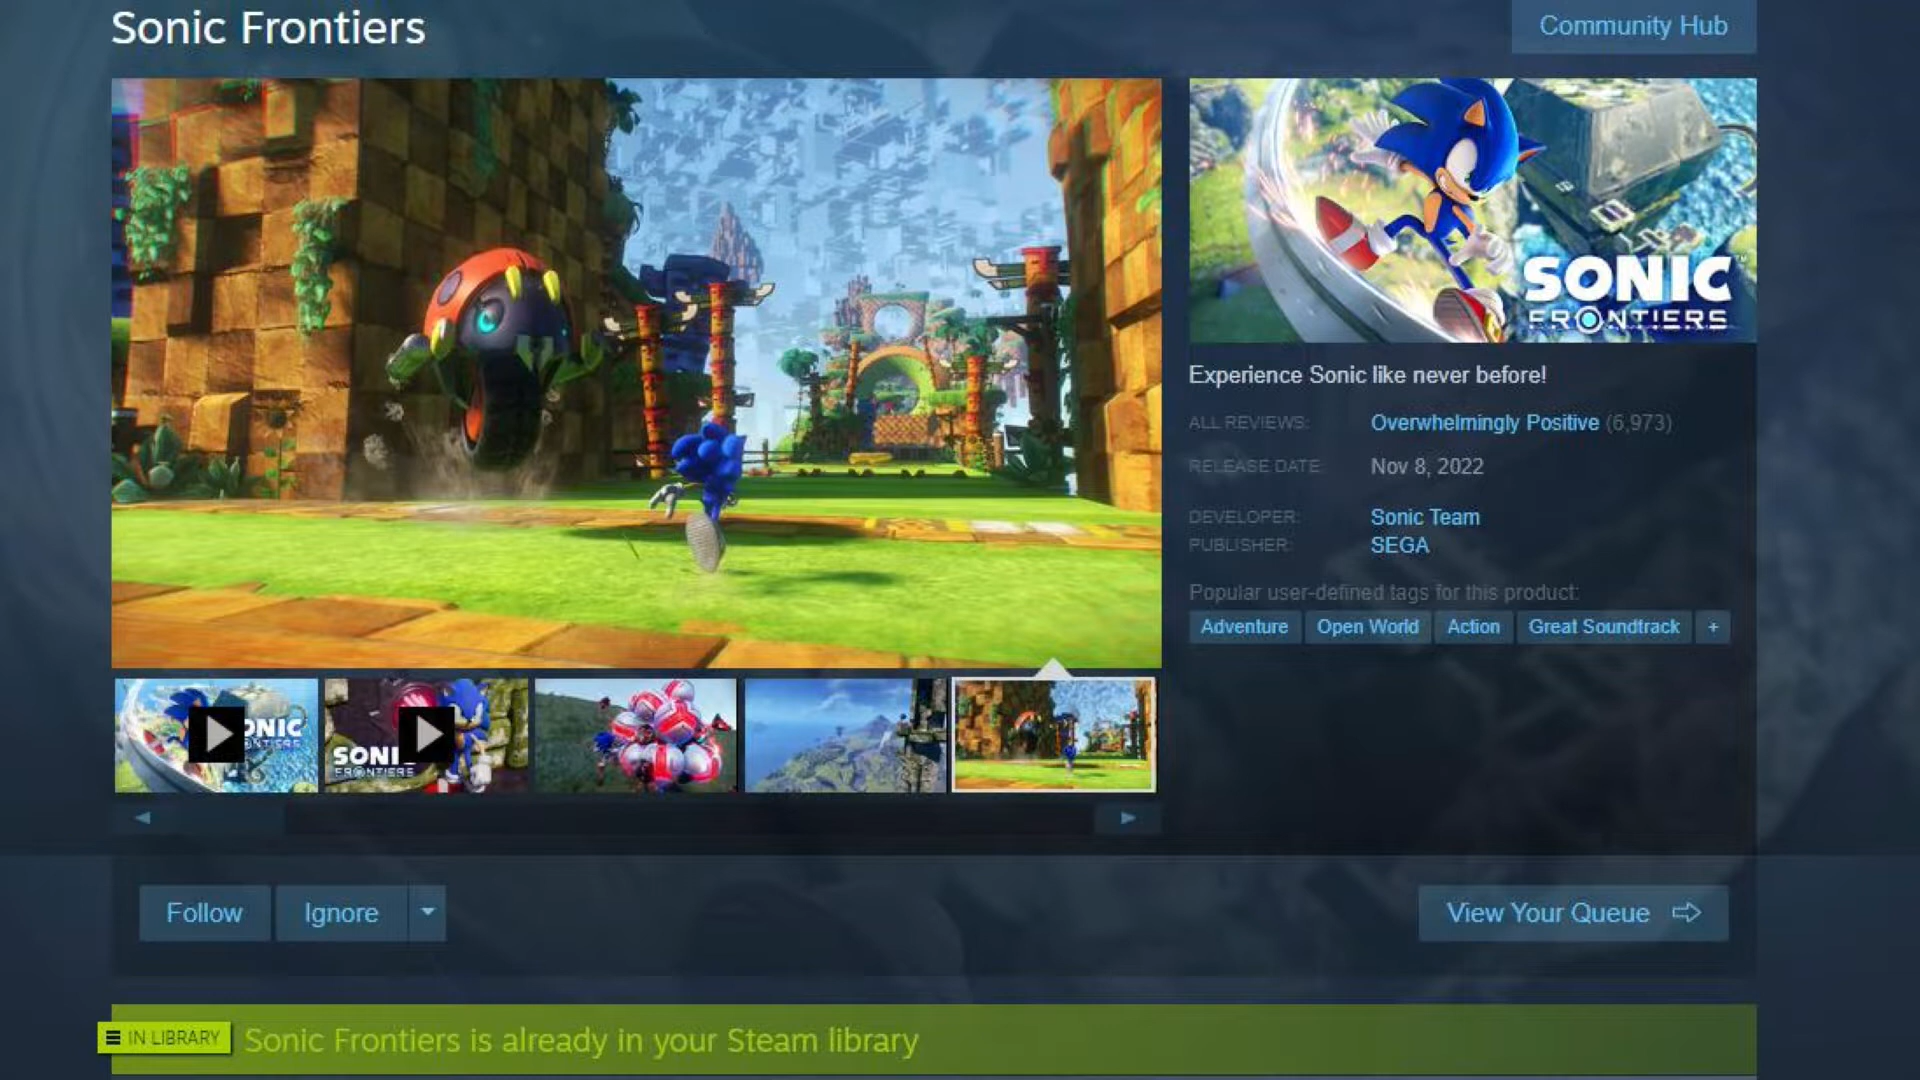 Sonic Frontiers
Community Hub
SONIC
FRONTIERS
Experience Sonic like never before!
ALL REVIEWS: Overwhelmingly Positive (6,973)
RELEASE DATE: Nov 8, 2022
DEVELOPER: Sonic Team
PUBLISHER: SEGA
Popular user-defined tags for this product:
Adventure Open World Action Great Soundtrack +
SONI
FRONTIERS
Follow Ignore View Your Queue
IN LIBRARY Sonic Frontiers is already in your Steam library